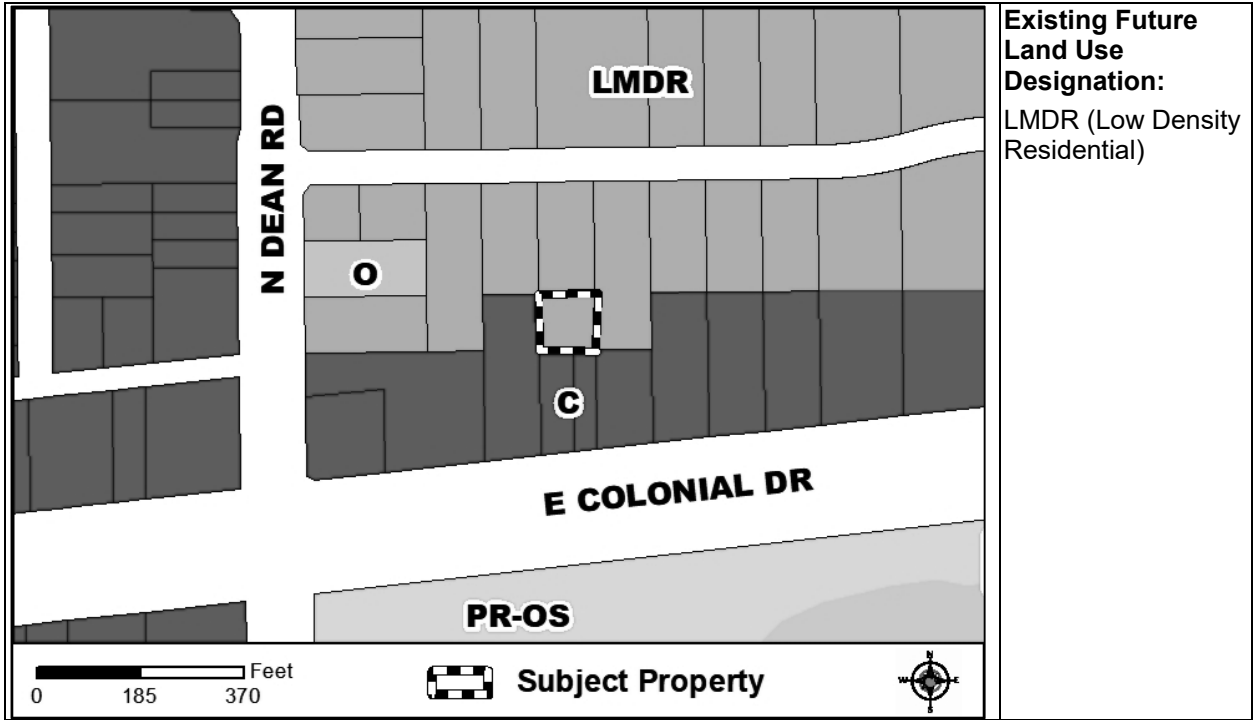 LMDR
N DEAN RD
O
C
E COLONIAL DR
PR-OS
Feet
0 185 370
Subject Property
N
W E
S
Existing Future
Land Use
Designation:
LMDR (Low Density
Residential)